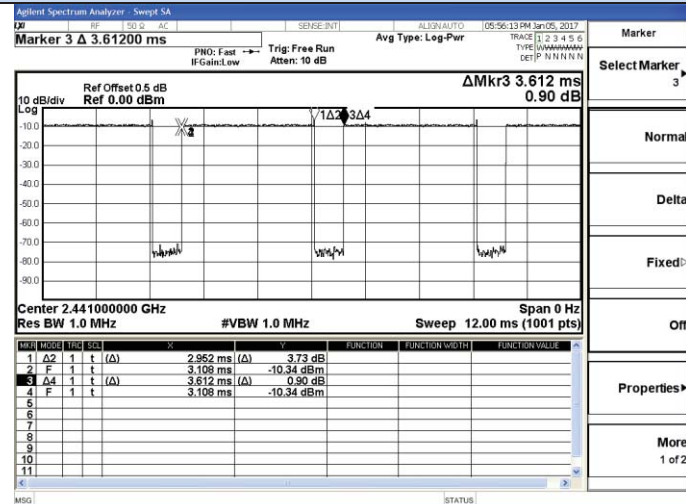 Agilent Spectrum Analyzer - Swept SA
RF 50 Ω AC SENSE:INT ALIGNAUTO 05:56:13 PM Jan 05, 2017
Marker 3 Δ 3.61200 ms
PNO: Fast
IFGain:Low
Trig: Free Run
Atten: 10 dB
Avg Type: Log-Pwr
TRACE 1 2 3 4 5 6
TYPE WWWWWW
DET P N N N N N
Ref Offset 0.5 dB
10 dB/div Ref 0.00 dBm
Log
ΔMkr3 3.612 ms
0.90 dB
-10.0
-20.0
-30.0
-40.0
-50.0
-60.0
-70.0
-80.0
-90.0
1Δ2 3Δ4
2
Center 2.441000000 GHz Span 0 Hz
Res BW 1.0 MHz #VBW 1.0 MHz Sweep 12.00 ms (1001 pts)
MKR MODE TRC SCL X Y FUNCTION FUNCTION WIDTH FUNCTION VALUE
1 Δ2 1 t (Δ) 2.952 ms (Δ) 3.73 dB
2 F 1 t 3.108 ms -10.34 dBm
3 Δ4 1 t (Δ) 3.612 ms (Δ) 0.90 dB
4 F 1 t 3.108 ms -10.34 dBm
5
6
7
8
9
10
11
MSG STATUS
Marker
Select Marker
3
Normal
Delta
Fixed
Off
Properties
More
1 of 2